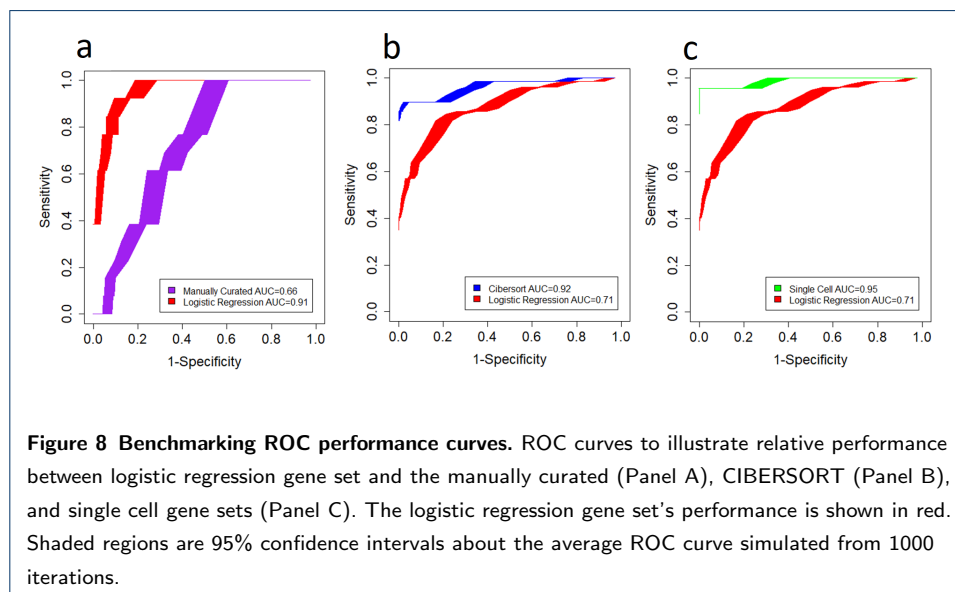 a
b
c
Sensitivity
0.0
0.2
0.4
0.6
0.8
1.0
Manually Curated AUC=0.66
Logistic Regression AUC=0.91
0.0 0.2 0.4 0.6 0.8 1.0
1-Specificity
Sensitivity
0.0
0.2
0.4
0.6
0.8
1.0
Cibersort AUC=0.92
Logistic Regression AUC=0.71
0.0 0.2 0.4 0.6 0.8 1.0
1-Specificity
Sensitivity
0.0
0.2
0.4
0.6
0.8
1.0
Single Cell AUC=0.95
Logistic Regression AUC=0.71
0.0 0.2 0.4 0.6 0.8 1.0
1-Specificity
Figure 8 Benchmarking ROC performance curves. ROC curves to illustrate relative performance
between logistic regression gene set and the manually curated (Panel A), CIBERSORT (Panel B),
and single cell gene sets (Panel C). The logistic regression gene set's performance is shown in red.
Shaded regions are 95% confidence intervals about the average ROC curve simulated from 1000
iterations.